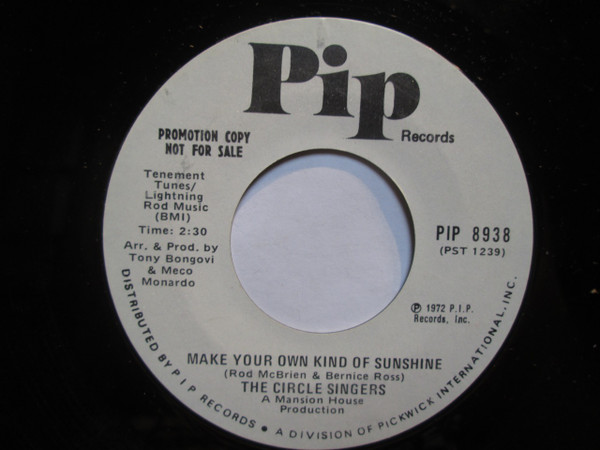 Pip
Records
PROMOTION COPY
NOT FOR SALE
Tenement
Tunes/
Lightning
Rod Music
(BMI)
Time: 2:30
Arr. & Prod. by
Tony Bongovi
& Meco
Monardo
PIP 8938
(PST 1239)
Ⓟ 1972 P.I.P.
Records, Inc.
MAKE YOUR OWN KIND OF SUNSHINE
(Rod McBrien & Bernice Ross)
THE CIRCLE SINGERS
A Mansion House
Production
DISTRIBUTED BY P I P RECORDS • A DIVISION OF PICKWICK INTERNATIONAL, INC.